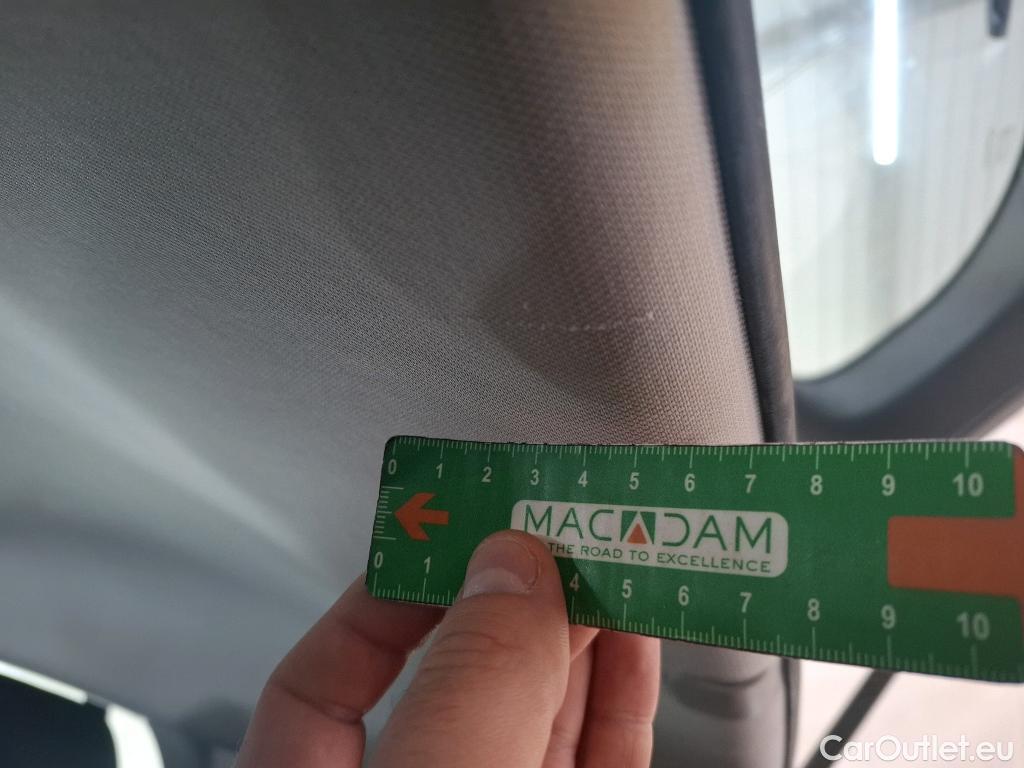 0 1 2 3 4 5 6 7 8 9 10
MACADAM
THE ROAD TO EXCELLENCE
0 1 4 5 6 7 8 9 10
CarOutlet.eu